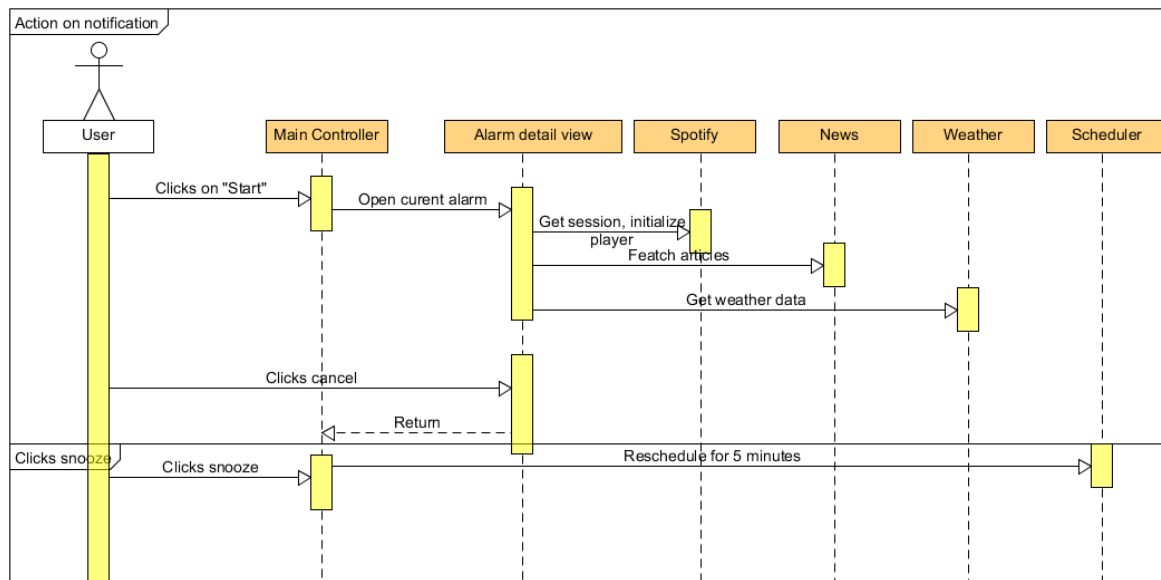 Action on notification
User
Main Controller
Alarm detail view
Spotify
News
Weather
Scheduler
Clicks on "Start"
Open curent alarm
Get session, initialize
player
Featch articles
Get weather data
Clicks cancel
Return
Clicks snooze
Clicks snooze
Reschedule for 5 minutes